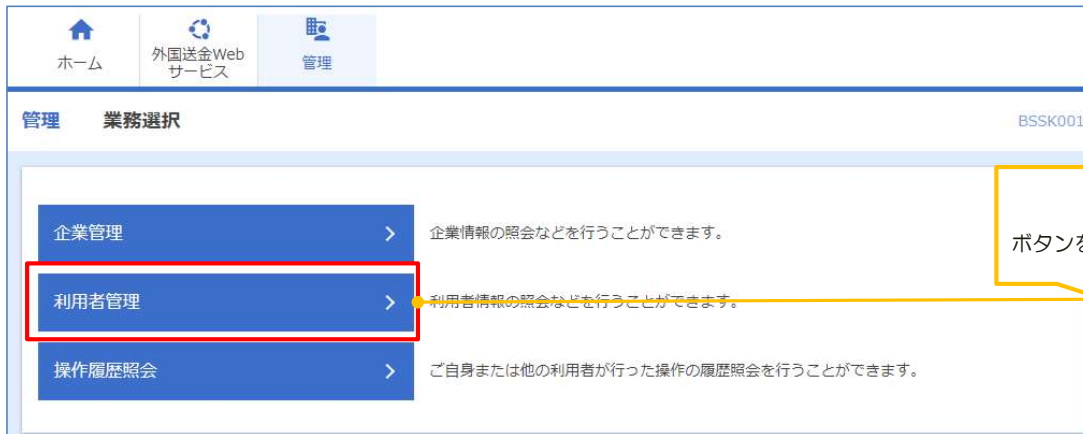 ホーム
外国送金Web
サービス
管理
管理 業務選択
BSSK001
企業管理
企業情報の照会などを行うことができます。
ボタンを
利用者管理
利用者情報の照会などを行うことができます。
操作履歴照会
ご自身または他の利用者が行った操作の履歴照会を行うことができます。